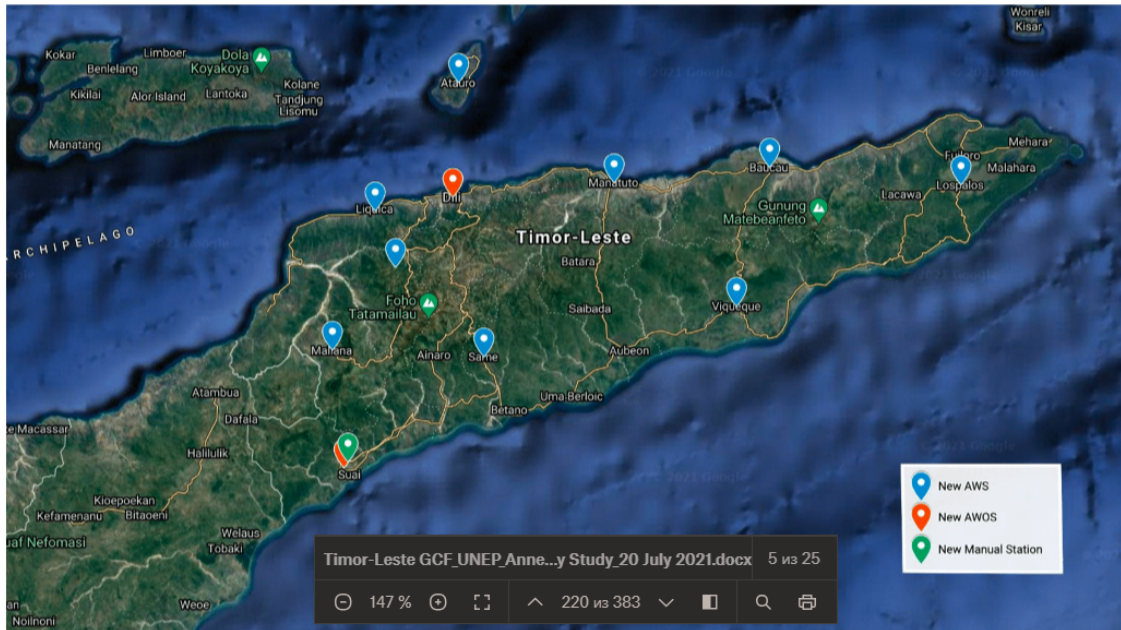 Wonreli
Kisar
Kokar
Limboer
Dola
Koyakoya
Benlelang
Kolane
Kikilai
Alor Island
Lantoka
Tandjung
Lisomu
Manatang
Atauro
Baucau
Fuiloro
Mehara
Malahara
Manatuto
Lospalos
Lacawa
Dili
Liquica
Gunung
Matebeanfeto
ARCHIPELAGO
Timor-Leste
Batara
Foho
Tatamailau
Saibada
Viqueque
Maliana
Ainaro
Same
Aubeon
Atambua
Uma Berloic
Betano
Dafala
te Macassar
Halilulik
Suai
Kioepoekan
Kefamenanu
Bitaoeni
Welaus
uaf Nefomasi
Tobaki
Weoe
an
Noilnoni
New AWS
New AWOS
New Manual Station
Timor-Leste GCF_UNEP_Anne...y Study_20 July 2021.docx
5 из 25
147 %
220 из 383